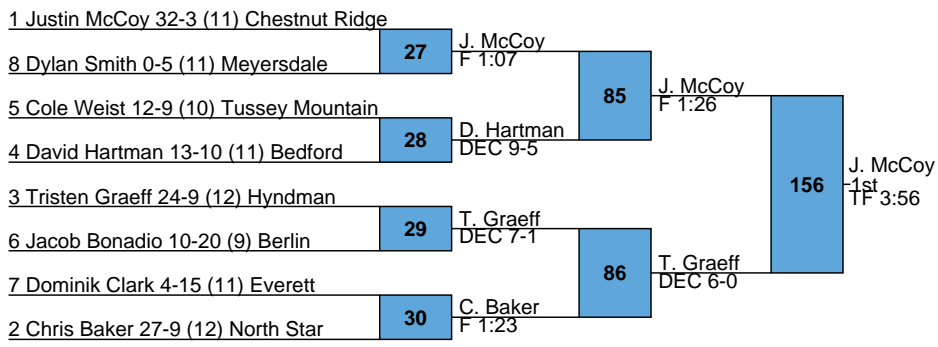 1 Justin McCoy 32-3 (11) Chestnut Ridge
27
J. McCoy
F 1:07
8 Dylan Smith 0-5 (11) Meyersdale
85
J. McCoy
F 1:26
5 Cole Weist 12-9 (10) Tussey Mountain
28
D. Hartman
DEC 9-5
4 David Hartman 13-10 (11) Bedford
156
J. McCoy
1st
TF 3:56
3 Tristen Graeff 24-9 (12) Hyndman
29
T. Graeff
DEC 7-1
6 Jacob Bonadio 10-20 (9) Berlin
86
T. Graeff
DEC 6-0
7 Dominik Clark 4-15 (11) Everett
30
C. Baker
F 1:23
2 Chris Baker 27-9 (12) North Star